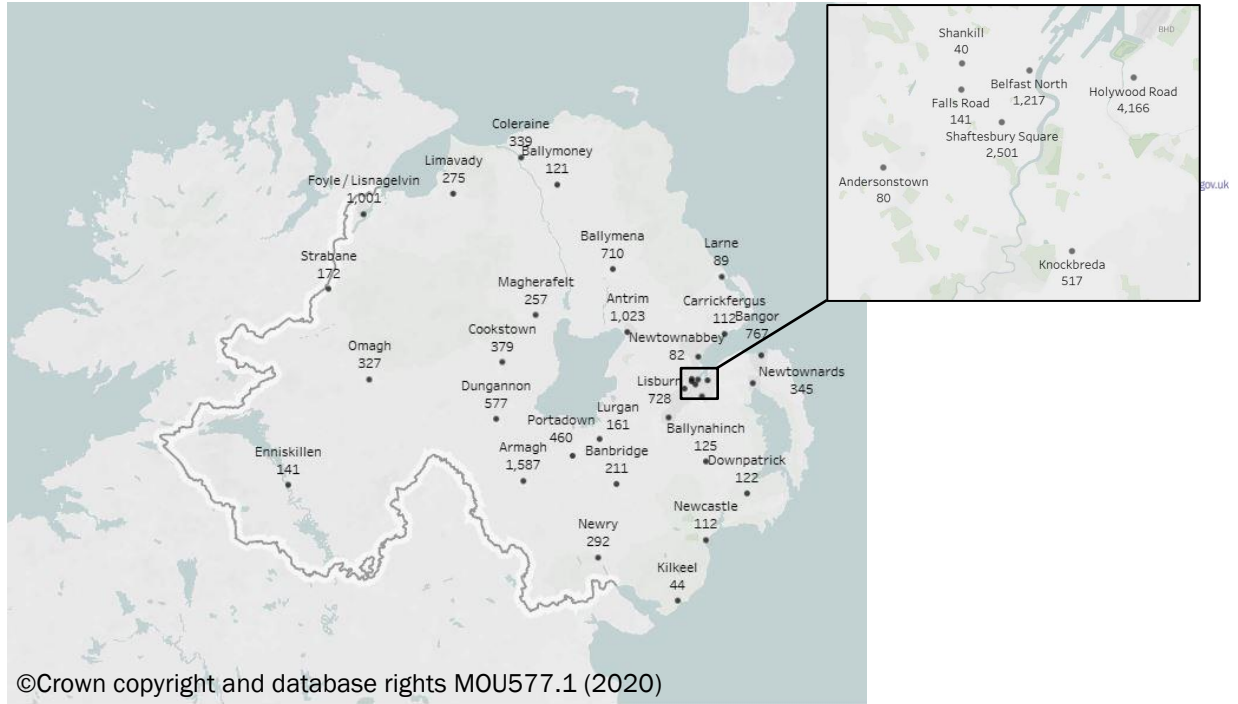 Shankill
40
BHD
Belfast North
1,217
Holywood Road
4,166
Falls Road
141
Shaftesbury Square
2,501
Andersonstown
80
gov.uk
Knockbreda
517
Coleraine
339
Ballymoney
121
Limavady
275
Foyle / Lisnagelvin
1,001
Strabane
172
Ballymena
710
Larne
89
Magherafelt
257
Antrim
1,023
Carrickfergus
112
Bangor
767
Newtownabbey
82
Cookstown
379
Omagh
327
Newtownards
345
Lisburn
728
Dungannon
577
Lurgan
161
Portadown
460
Ballynahinch
125
Armagh
1,587
Banbridge
211
Downpatrick
122
Enniskillen
141
Newcastle
112
Newry
292
Kilkeel
44
©Crown copyright and database rights MOU577.1 (2020)